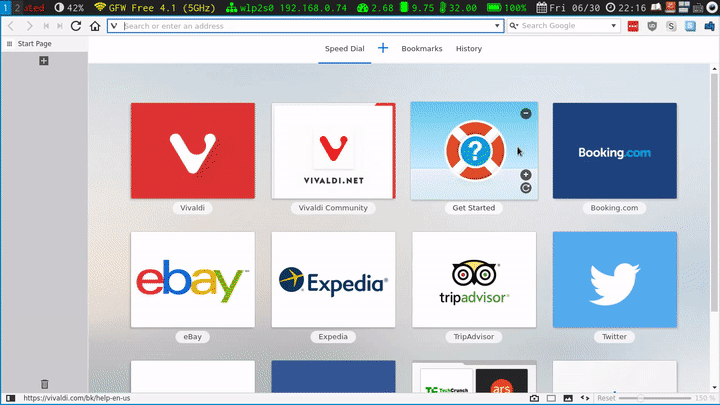 1 2 sted 42% GFW Free 4.1 (5GHz) wlp2s0 192.168.0.74 2.68 9.75 32.00 100% Fri 06/30 22:16
Search or enter an address
Search Google
Start Page
Speed Dial Bookmarks History
VIVALDI.NET
Booking.com
Vivaldi Vivaldi Community Get Started Booking.com
ebay Expedia tripadvisor
eBay Expedia TripAdvisor Twitter
TechCrunch ars
https://vivaldi.com/bk/help-en-us
Reset 150 %